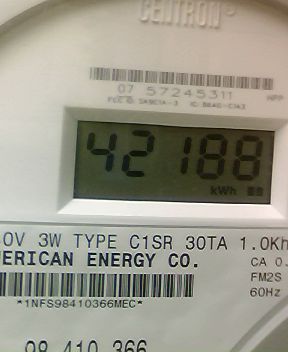 CENTRON®
07 57245311
42188
kWh
0V 3W TYPE C1SR 30TA 1.0Kh
ERICAN ENERGY CO.
CA 0.
FM2S
60Hz
*1NFS98410366MEC*
98 410 366